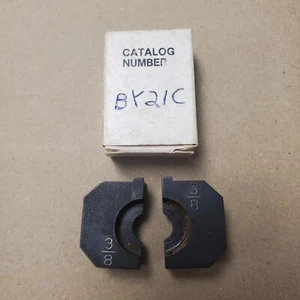 CATALOG
NUMBER
BY21C
3/8
3/8